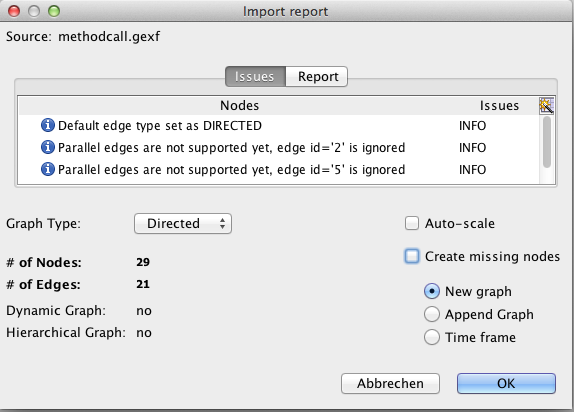 Import report
Source: methodcall.gexf
Issues Report
Nodes Issues
Default edge type set as DIRECTED INFO
Parallel edges are not supported yet, edge id='2' is ignored INFO
Parallel edges are not supported yet, edge id='5' is ignored INFO
Graph Type: Directed Auto-scale
Create missing nodes
# of Nodes: 29
# of Edges: 21
New graph
Dynamic Graph: no
Append Graph
Hierarchical Graph: no
Time frame
Abbrechen OK